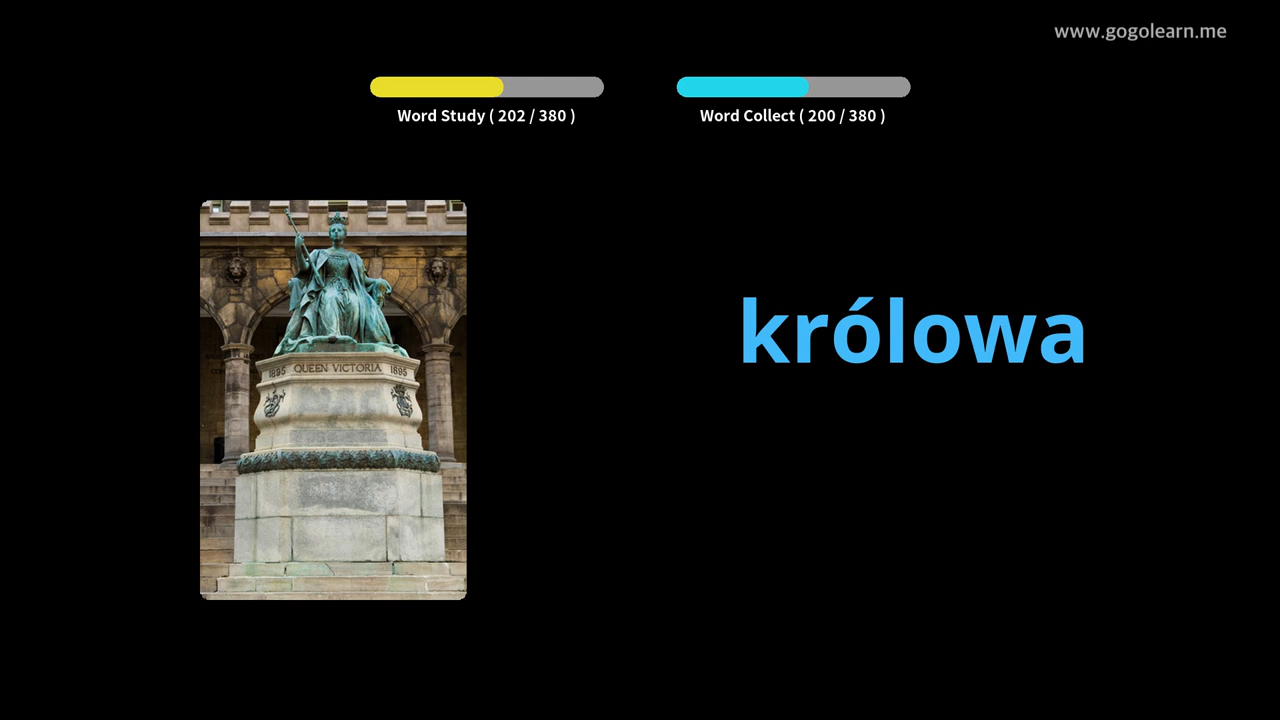 www.gogolearn.me
Word Study ( 202 / 380 )
Word Collect ( 200 / 380 )
królowa
1895 QUEEN VICTORIA 1895